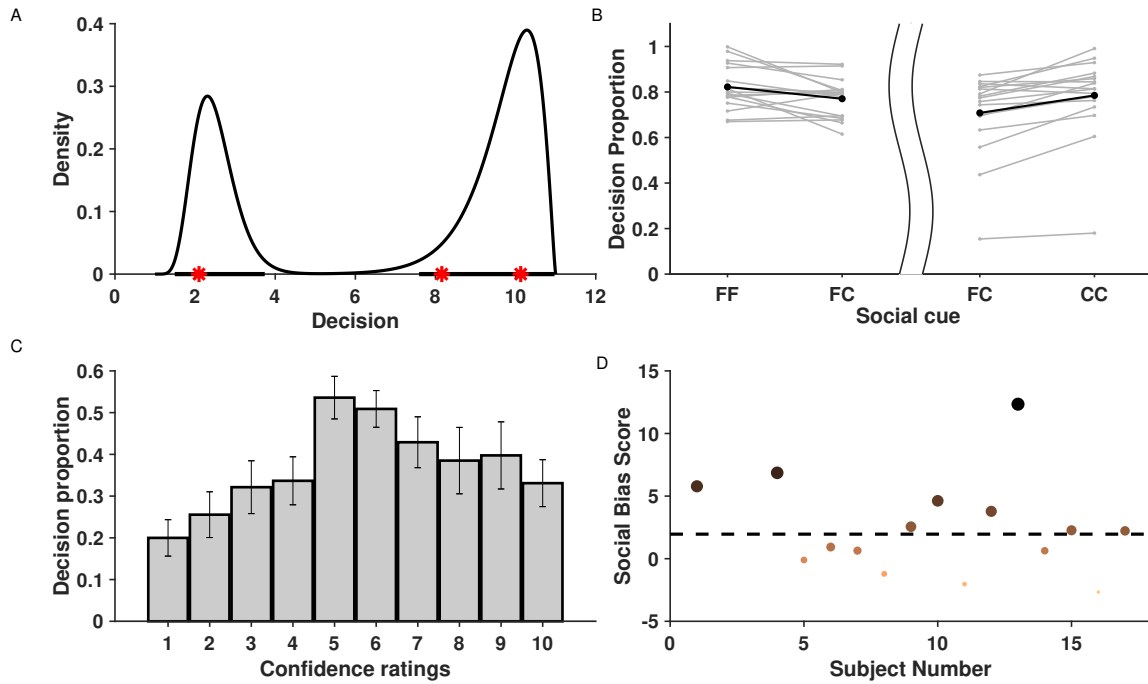 A
0.4
0.3
0.2
0.1
0
Density
0 2 4 6 8 10 12
Decision
B
1
0.8
0.6
0.4
0.2
0
Decision Proportion
FF FC FC CC
Social cue
C
0.6
0.5
0.4
0.3
0.2
0.1
0
Decision proportion
1 2 3 4 5 6 7 8 9 10
Confidence ratings
D
15
10
5
0
-5
Social Bias Score
0 5 10 15
Subject Number